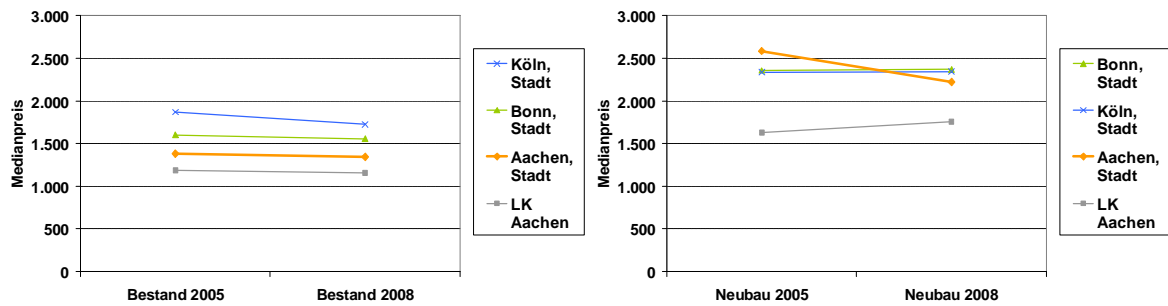 3.000
2.500
2.000
1.500
1.000
500
0
Medianpreis
Bestand 2005
Bestand 2008
Köln,
Stadt
Bonn,
Stadt
Aachen,
Stadt
LK
Aachen
3.000
2.500
2.000
1.500
1.000
500
0
Medianpreis
Neubau 2005
Neubau 2008
Bonn,
Stadt
Köln,
Stadt
Aachen,
Stadt
LK
Aachen